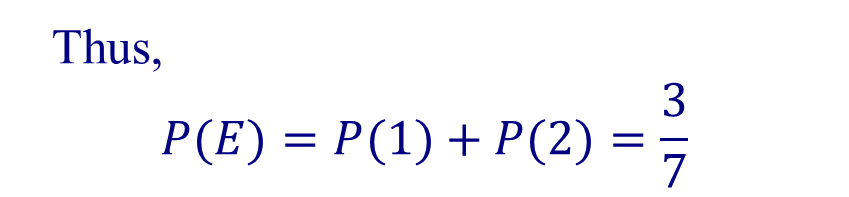 Thus,
P(E) = P(1) + P(2) = 3/7